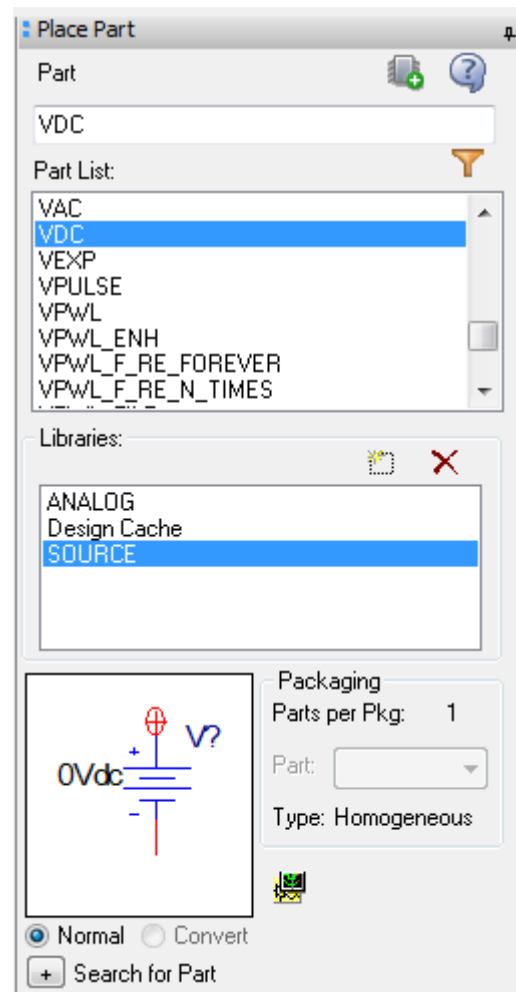 Place Part
Part
VDC
Part List:
VAC
VDC
VEXP
VPULSE
VPWL
VPWL_ENH
VPWL_F_RE_FOREVER
VPWL_F_RE_N_TIMES
Libraries:
ANALOG
Design Cache
SOURCE
Packaging
Parts per Pkg: 1
Part:
Type: Homogeneous
V?
+
0Vdc
-
Normal Convert
+ Search for Part